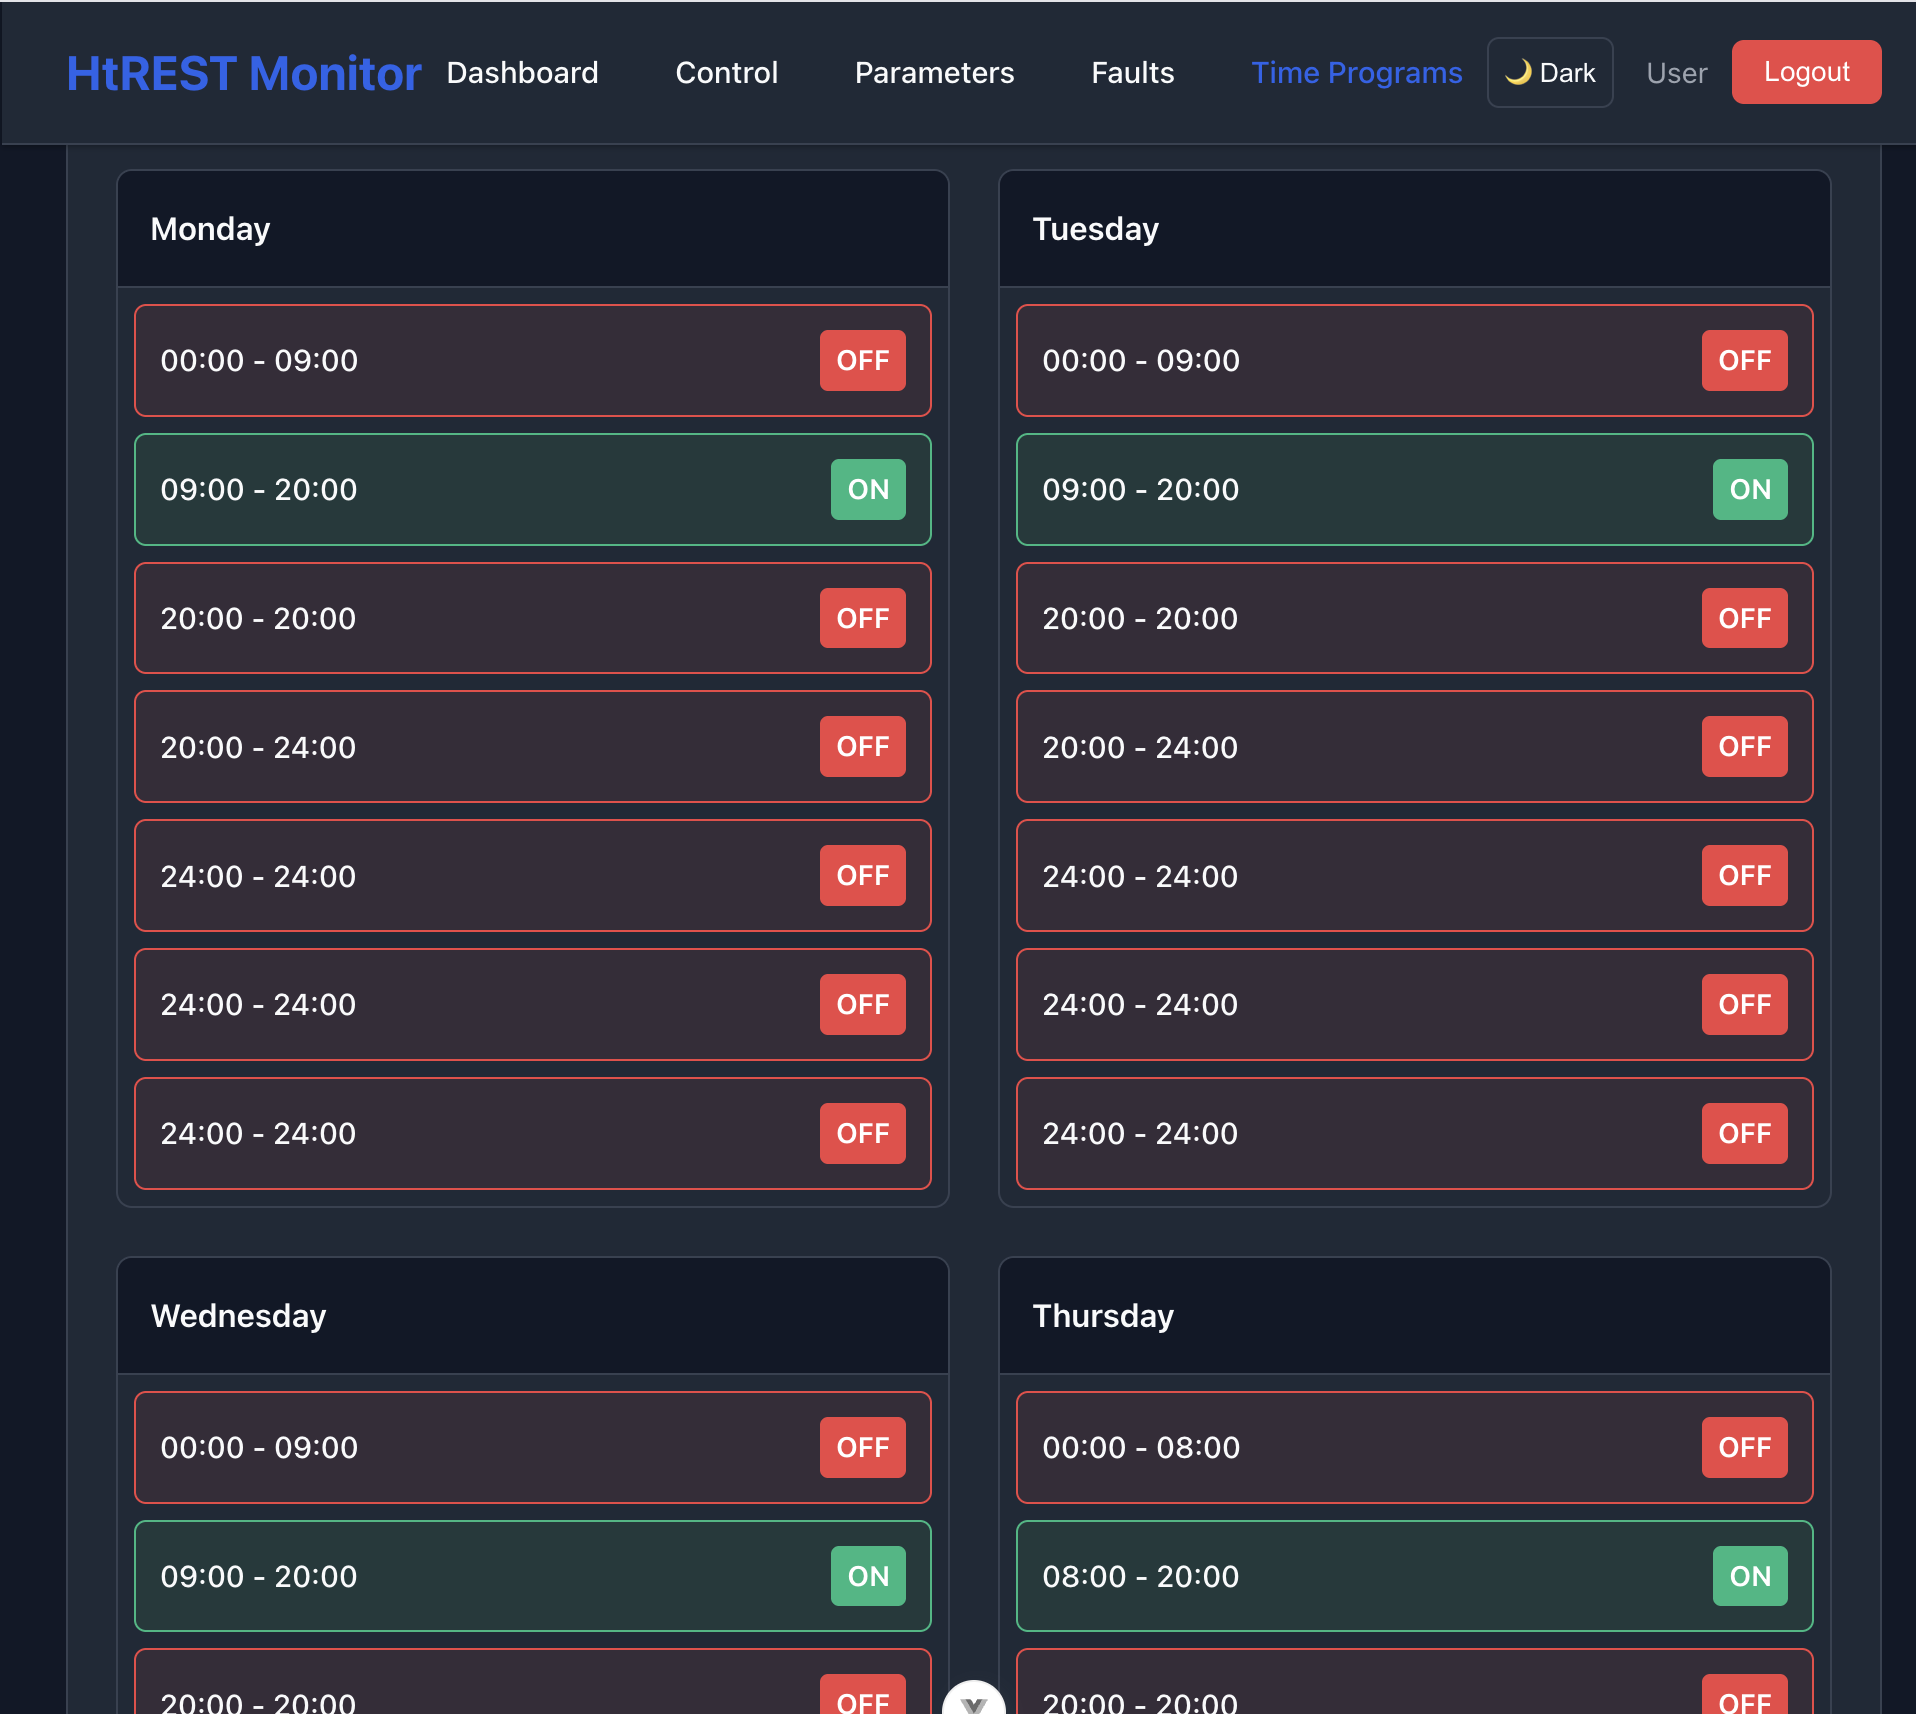 HtREST Monitor Dashboard Control Parameters Faults Time Programs 🌙 Dark User Logout
Monday
00:00 - 09:00 OFF
09:00 - 20:00 ON
20:00 - 20:00 OFF
20:00 - 24:00 OFF
24:00 - 24:00 OFF
24:00 - 24:00 OFF
24:00 - 24:00 OFF
Tuesday
00:00 - 09:00 OFF
09:00 - 20:00 ON
20:00 - 20:00 OFF
20:00 - 24:00 OFF
24:00 - 24:00 OFF
24:00 - 24:00 OFF
24:00 - 24:00 OFF
Wednesday
00:00 - 09:00 OFF
09:00 - 20:00 ON
20:00 - 20:00 OFF
Thursday
00:00 - 08:00 OFF
08:00 - 20:00 ON
20:00 - 20:00 OFF